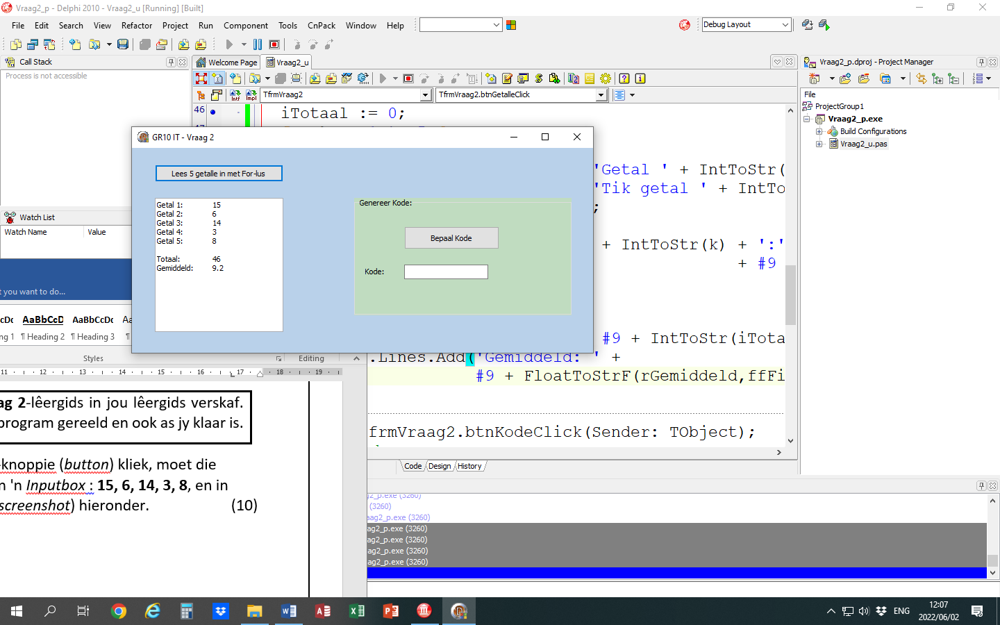 Vraag2_p - Delphi 2010 - Vraag2_u [Running] [Built]
File Edit Search View Refactor Project Run Component Tools CnPack Window Help
Debug Layout
Call Stack
Process is not accessible
Welcome Page Vraag2_u
TfrmVraag2 TfrmVraag2.btnGetalleClick
46 iTotaal := 0;
GR10 IT - Vraag 2
Lees 5 getalle in met For-lus
Getal 1: 15
Getal 2: 6
Getal 3: 14
Getal 4: 3
Getal 5: 8
Totaal: 46
Gemiddeld: 9.2
Genereer Kode:
Bepaal Kode
Kode:
'Getal ' + IntToStr(
'Tik getal ' + IntTo
;
+ IntToStr(k) + ':'
+ #9
#9 + IntToStr(iTota
.Lines.Add('Gemiddeld: ' +
#9 + FloatToStrF(rGemiddeld,ffFi
frmVraag2.btnKodeClick(Sender: TObject);
Code Design History
Vraag2_p.dproj - Project Manager
File
ProjectGroup1
Vraag2_p.exe
Build Configurations
Vraag2_u.pas
Watch List
Watch Name Value
t you want to do...
AaBbCcD AaBbCcDc Aa
ng 1 ¶ Heading 2 ¶ Heading 3 ¶
Styles Editing
11 12 13 14 15 16 17 18 19
ag 2-lêergids in jou lêergids verskaf.
program gereeld en ook as jy klaar is.
-knoppie (button) kliek, moet die
n 'n Inputbox : 15, 6, 14, 3, 8, en in
screenshot) hieronder. (10)
g2_p.exe (3260)
(3260)
aag2_p.exe (3260)
ag2_p.exe (3260)
ag2_p.exe (3260)
ag2_p.exe (3260)
ag2_p.exe (3260)
ENG
12:07
2022/06/02